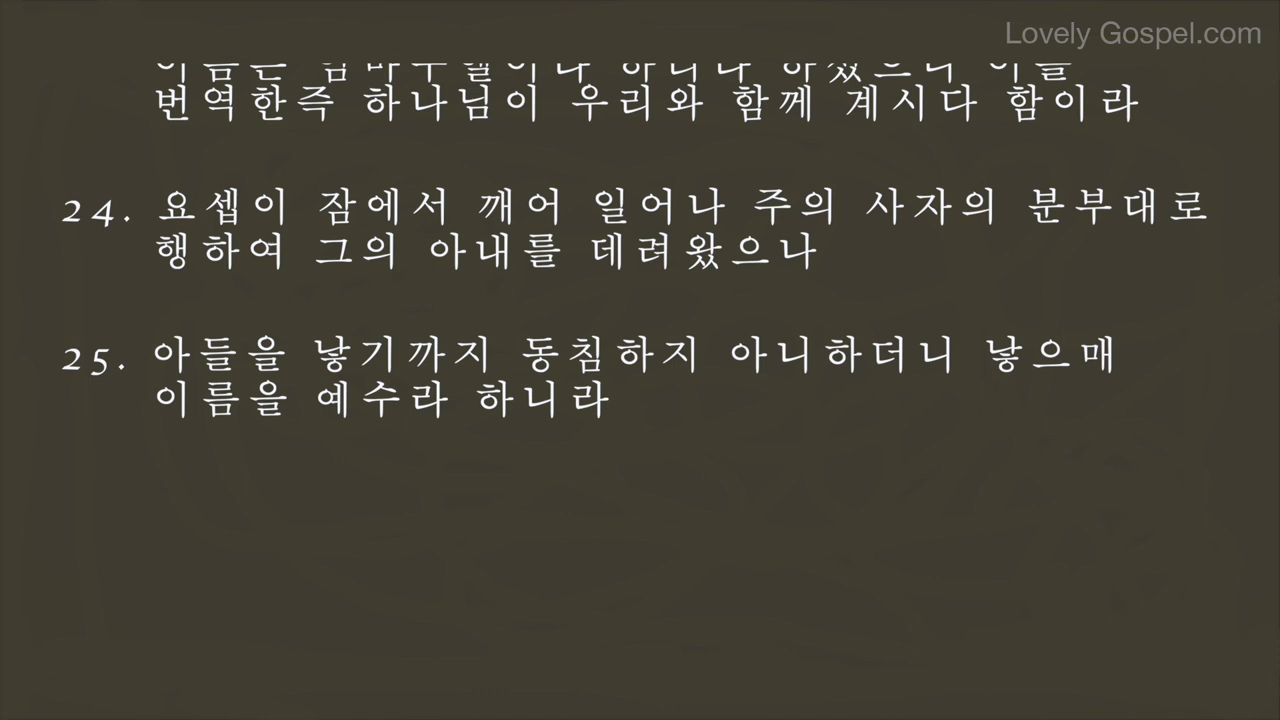 Lovely Gospel.com
번역한즉 하나님이 우리와 함께 계시다 함이라
24. 요셉이 잠에서 깨어 일어나 주의 사자의 분부대로
행하여 그의 아내를 데려왔으나
25. 아들을 낳기까지 동침하지 아니하더니 낳으매
이름을 예수라 하니라